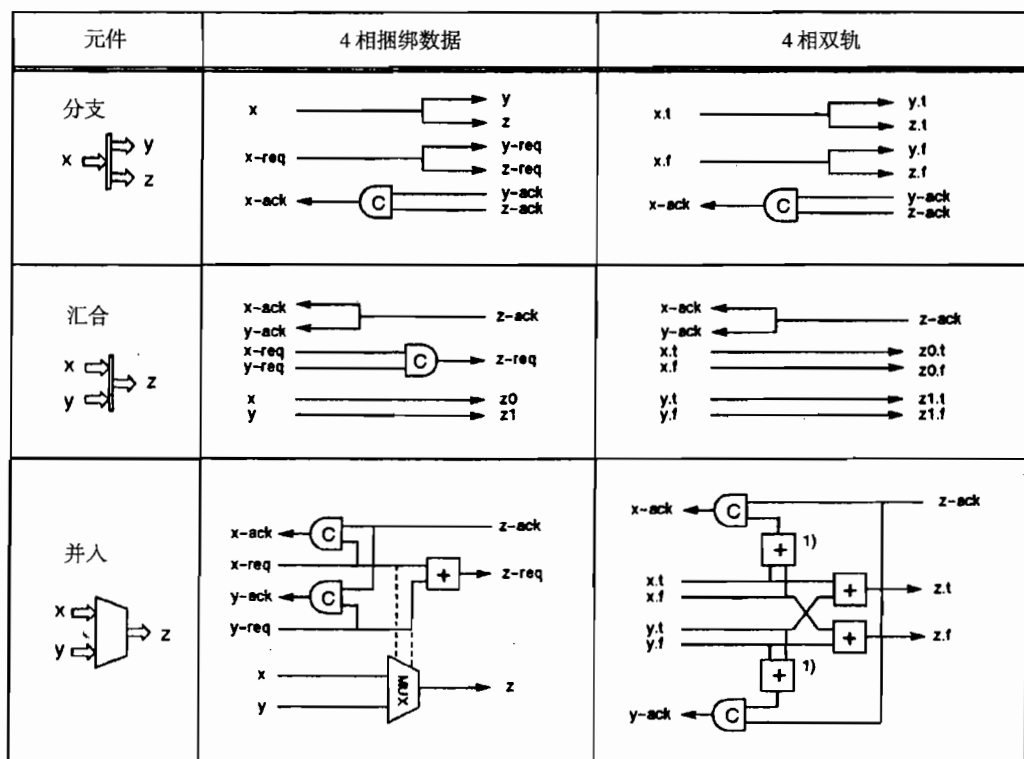 元件 4相捆绑数据 4相双轨
分支
x y z
x y
z
x-req y-req
z-req
x-ack C y-ack
z-ack
x.t y.t
z.t
x.f y.f
z.f
x-ack C y-ack
z-ack
汇合
x
y z
x-ack
y-ack z-ack
x-req
y-req C z-req
x z0
y z1
x-ack
y-ack z-ack
x.t z0.t
x.f z0.f
y.t z1.t
y.f z1.f
并入
x
y z
x-ack C z-ack
x-req + z-req
y-ack C
y-req
x MUX z
y
x-ack C z-ack
+ 1)
x.t + z.t
x.f
y.t + z.f
y.f
+ 1)
y-ack C